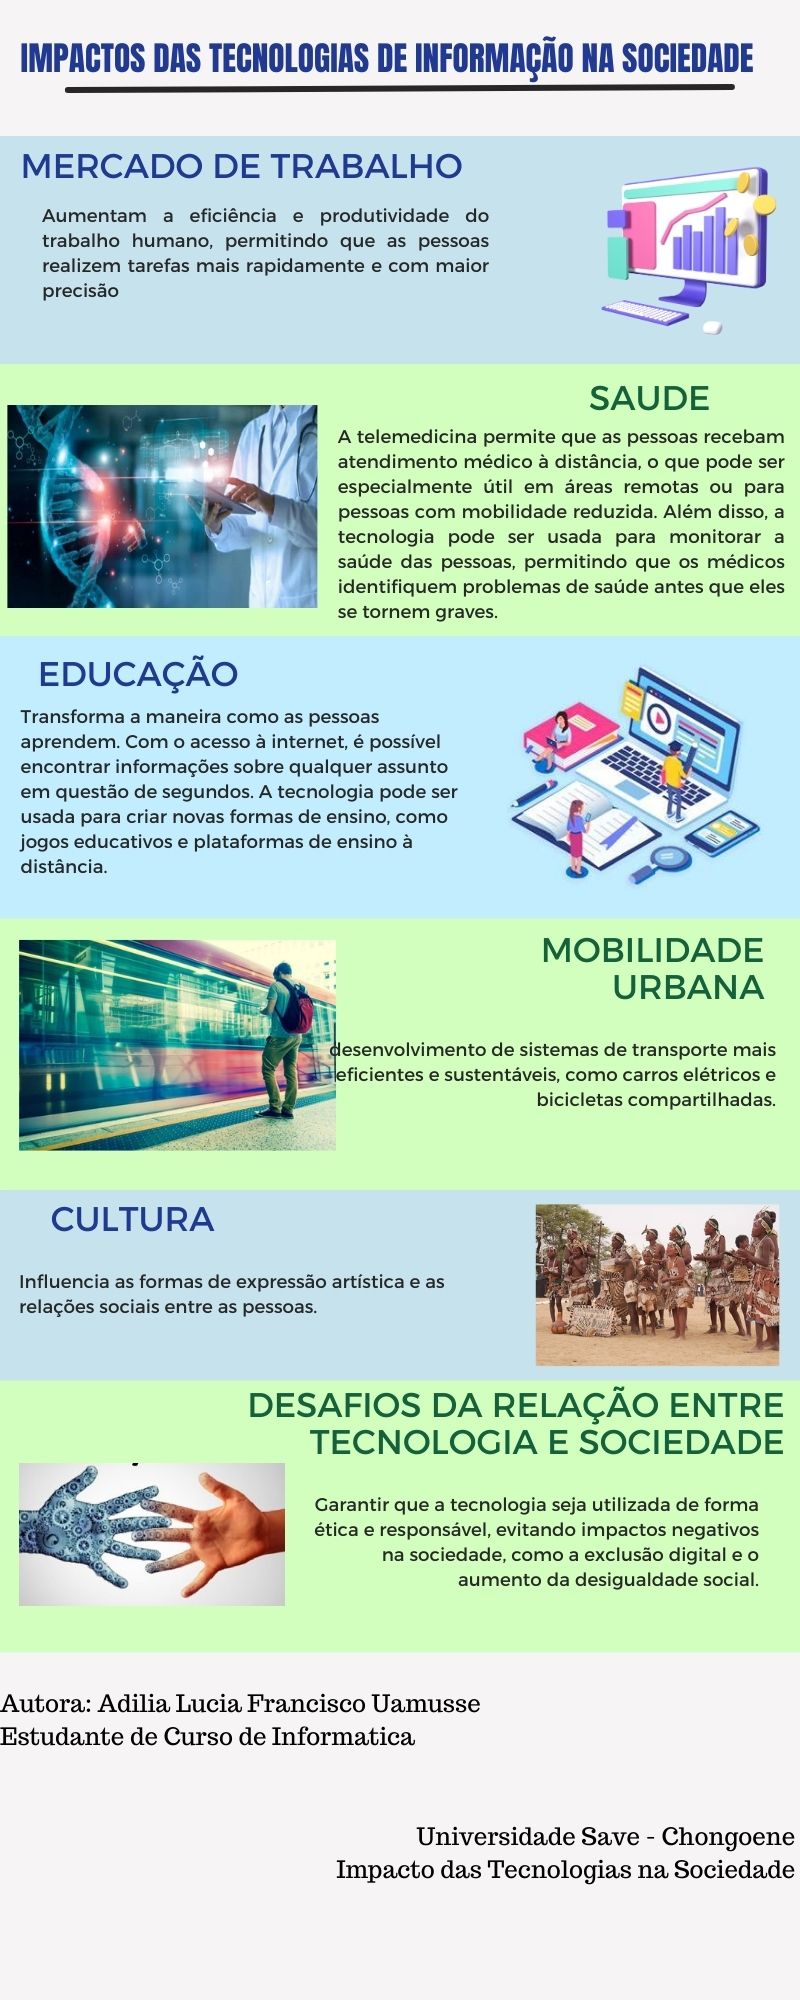 IMPACTOS DAS TECNOLOGIAS DE INFORMAÇÃO NA SOCIEDADE
MERCADO DE TRABALHO
Aumentam a eficiência e produtividade do
trabalho humano, permitindo que as pessoas
realizem tarefas mais rapidamente e com maior
precisão
SAUDE
A telemedicina permite que as pessoas recebam
atendimento médico à distância, o que pode ser
especialmente útil em áreas remotas ou para
pessoas com mobilidade reduzida. Além disso, a
tecnologia pode ser usada para monitorar a
saúde das pessoas, permitindo que os médicos
identifiquem problemas de saúde antes que eles
se tornem graves.
EDUCAÇÃO
Transforma a maneira como as pessoas
aprendem. Com o acesso à internet, é possível
encontrar informações sobre qualquer assunto
em questão de segundos. A tecnologia pode ser
usada para criar novas formas de ensino, como
jogos educativos e plataformas de ensino à
distância.
MOBILIDADE
URBANA
desenvolvimento de sistemas de transporte mais
eficientes e sustentáveis, como carros elétricos e
bicicletas compartilhadas.
CULTURA
Influencia as formas de expressão artística e as
relações sociais entre as pessoas.
DESAFIOS DA RELAÇÃO ENTRE
TECNOLOGIA E SOCIEDADE
Garantir que a tecnologia seja utilizada de forma
ética e responsável, evitando impactos negativos
na sociedade, como a exclusão digital e o
aumento da desigualdade social.
Autora: Adilia Lucia Francisco Uamusse
Estudante de Curso de Informatica
Universidade Save - Chongoene
Impacto das Tecnologias na Sociedade